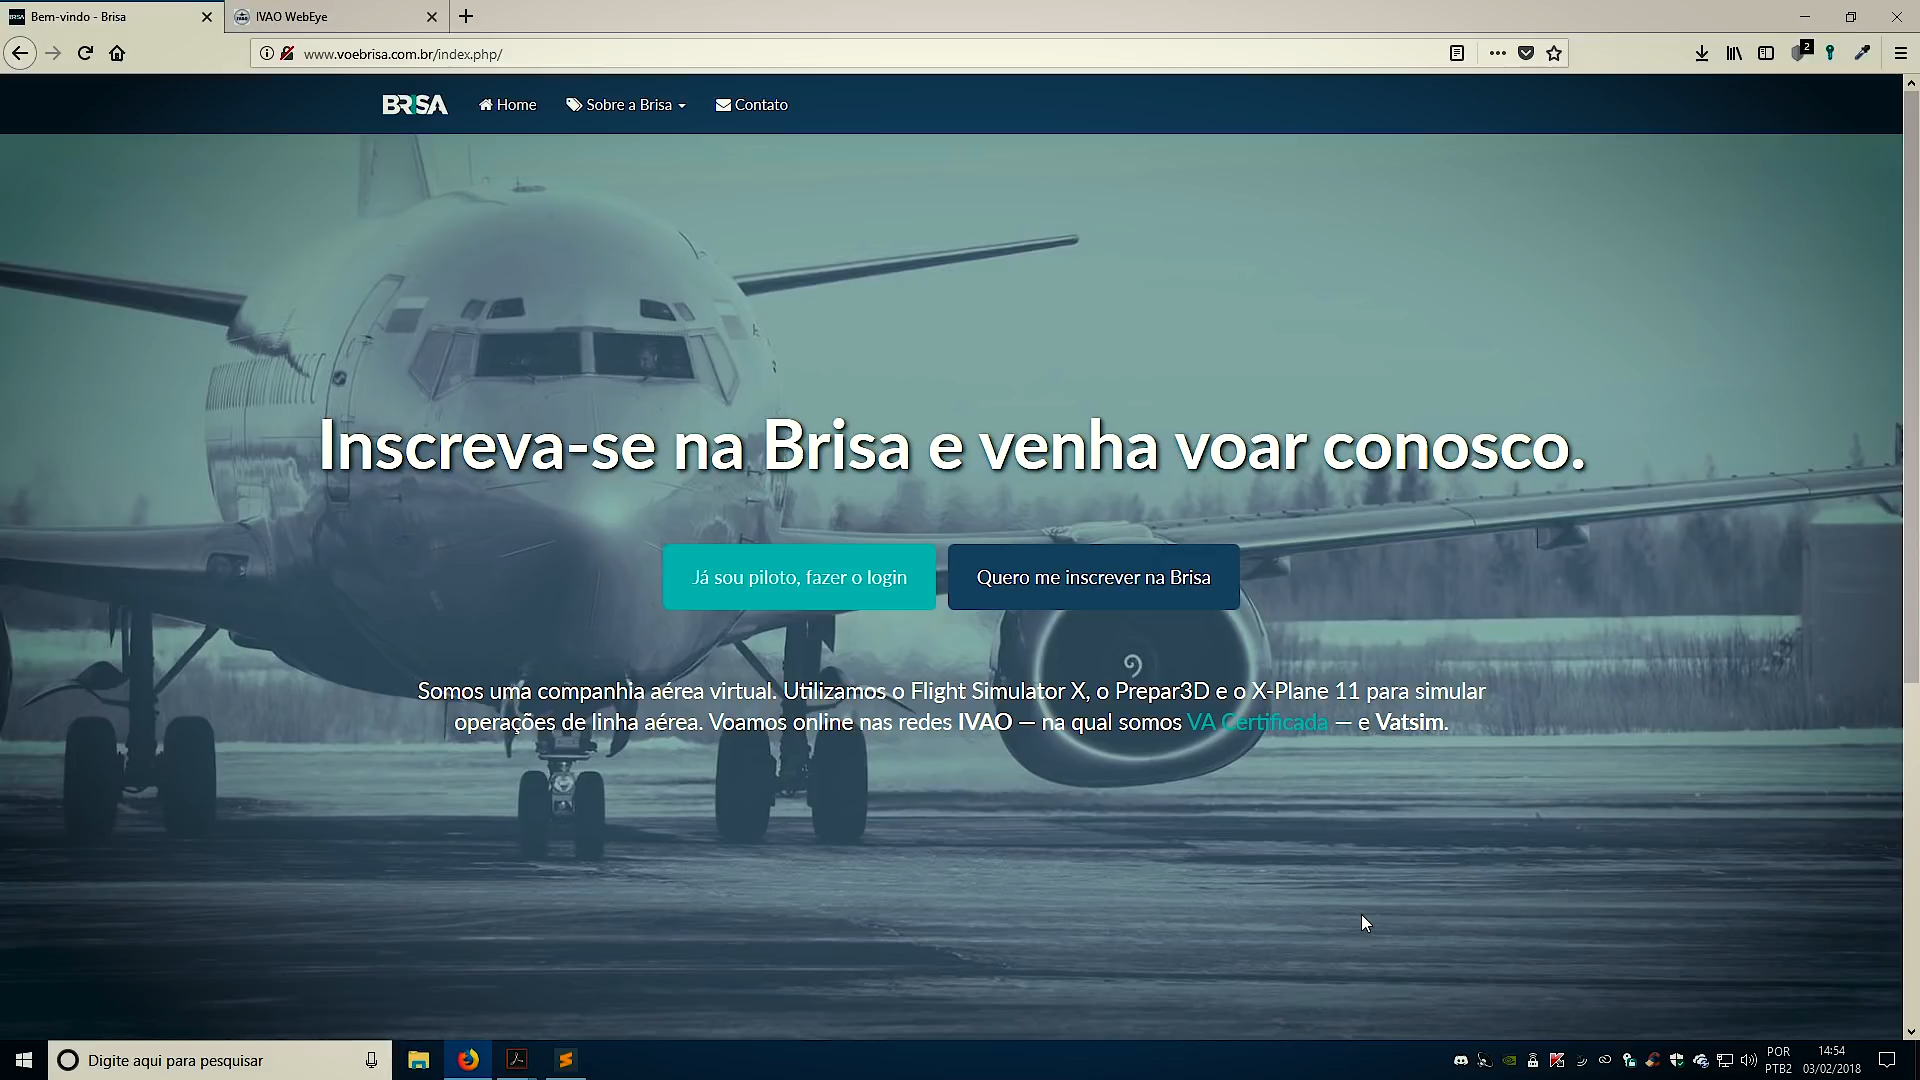 Bem-vindo - Brisa
IVAO WebEye
www.voebrisa.com.br/index.php/
2
BRISA
Home
Sobre a Brisa
Contato
Inscreva-se na Brisa e venha voar conosco.
Já sou piloto, fazer o login
Quero me inscrever na Brisa
Somos uma companhia aérea virtual. Utilizamos o Flight Simulator X, o Prepar3D e o X-Plane 11 para simular
operações de linha aérea. Voamos online nas redes IVAO — na qual somos VA Certificada — e Vatsim.
Digite aqui para pesquisar
POR
PTB2
14:54
03/02/2018